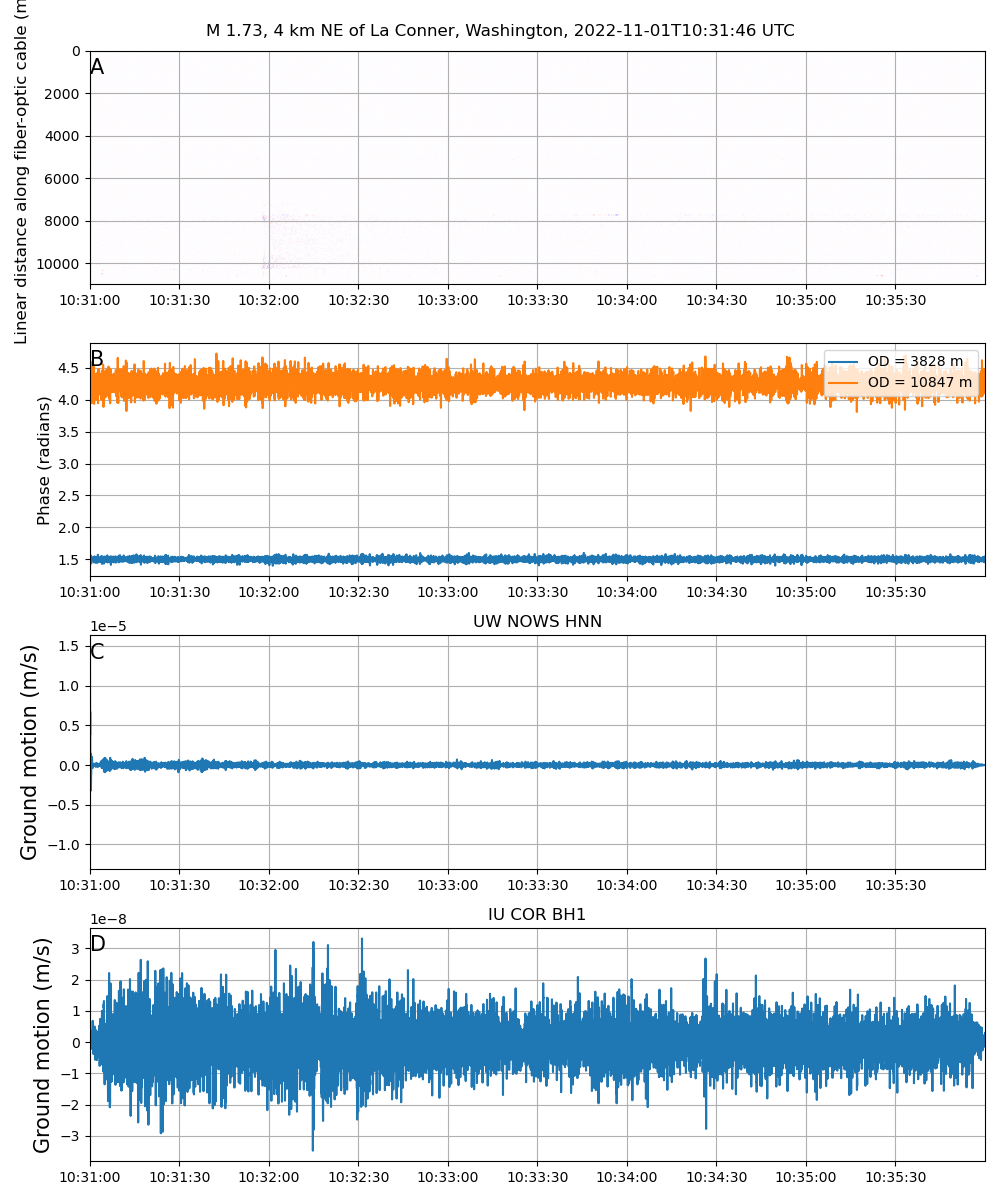 M 1.73, 4 km NE of La Conner, Washington, 2022-11-01T10:31:46 UTC
Linear distance along fiber-optic cable (m
A
0
2000
4000
6000
8000
10000
10:31:00 10:31:30 10:32:00 10:32:30 10:33:00 10:33:30 10:34:00 10:34:30 10:35:00 10:35:30
Phase (radians)
B
4.5
4.0
3.5
3.0
2.5
2.0
1.5
OD = 3828 m
OD = 10847 m
10:31:00 10:31:30 10:32:00 10:32:30 10:33:00 10:33:30 10:34:00 10:34:30 10:35:00 10:35:30
UW NOWS HNN
1e−5
Ground motion (m/s)
C
1.5
1.0
0.5
0.0
−0.5
−1.0
10:31:00 10:31:30 10:32:00 10:32:30 10:33:00 10:33:30 10:34:00 10:34:30 10:35:00 10:35:30
IU COR BH1
1e−8
Ground motion (m/s)
D
3
2
1
0
−1
−2
−3
10:31:00 10:31:30 10:32:00 10:32:30 10:33:00 10:33:30 10:34:00 10:34:30 10:35:00 10:35:30